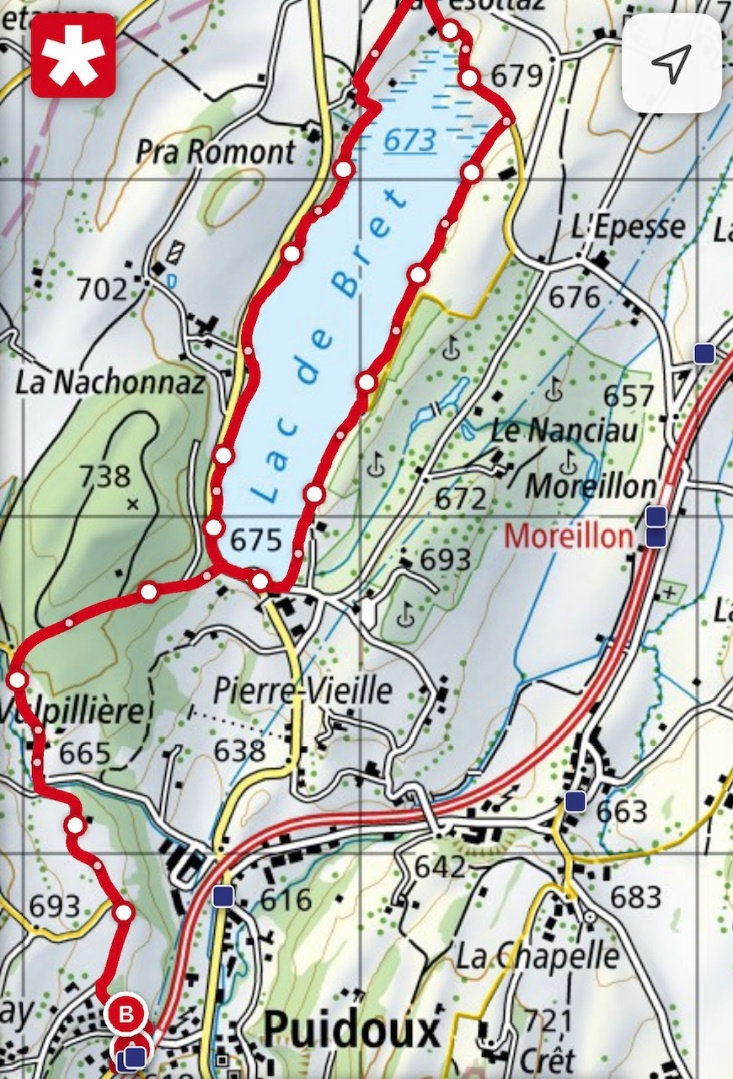 679
Pra Romont
673
L'Epesse
702
676
Lac de Bret
La Nachonnaz
657
Le Nanciau
738
Moreillon
672
675
Moreillon
693
Pierre-Vieille
665
638
663
642
693
616
683
La Chapelle
B
721
Puidoux
Crêt